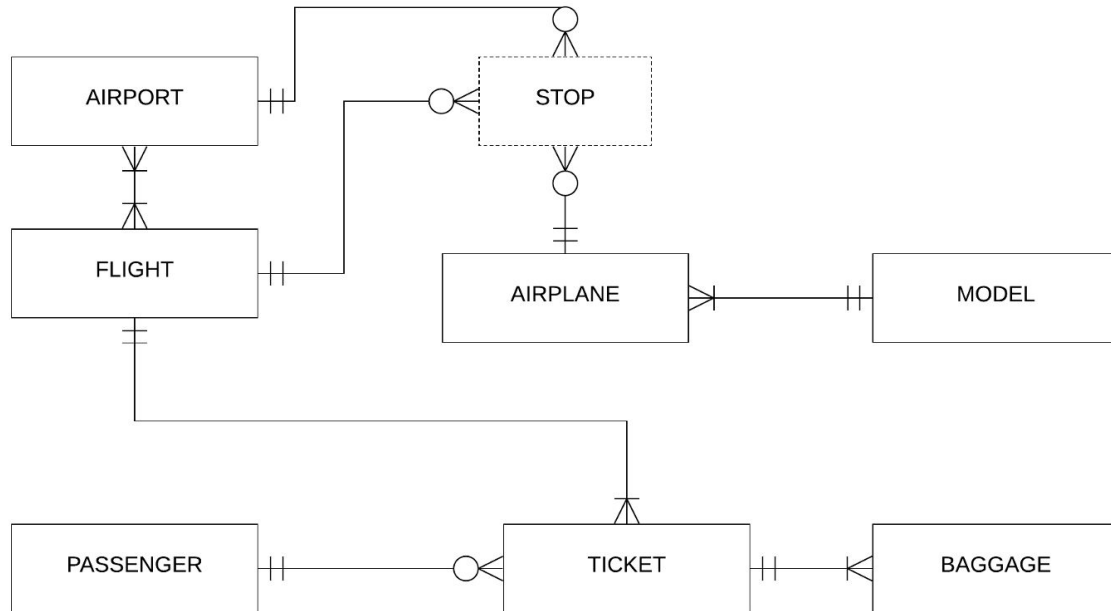 AIRPORT
STOP
FLIGHT
AIRPLANE
MODEL
PASSENGER
TICKET
BAGGAGE